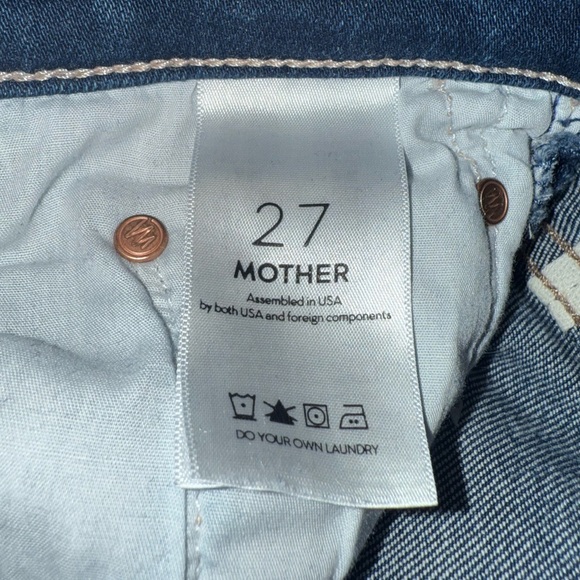 27
MOTHER
Assembled in USA
by both USA and foreign components
DO YOUR OWN LAUNDRY